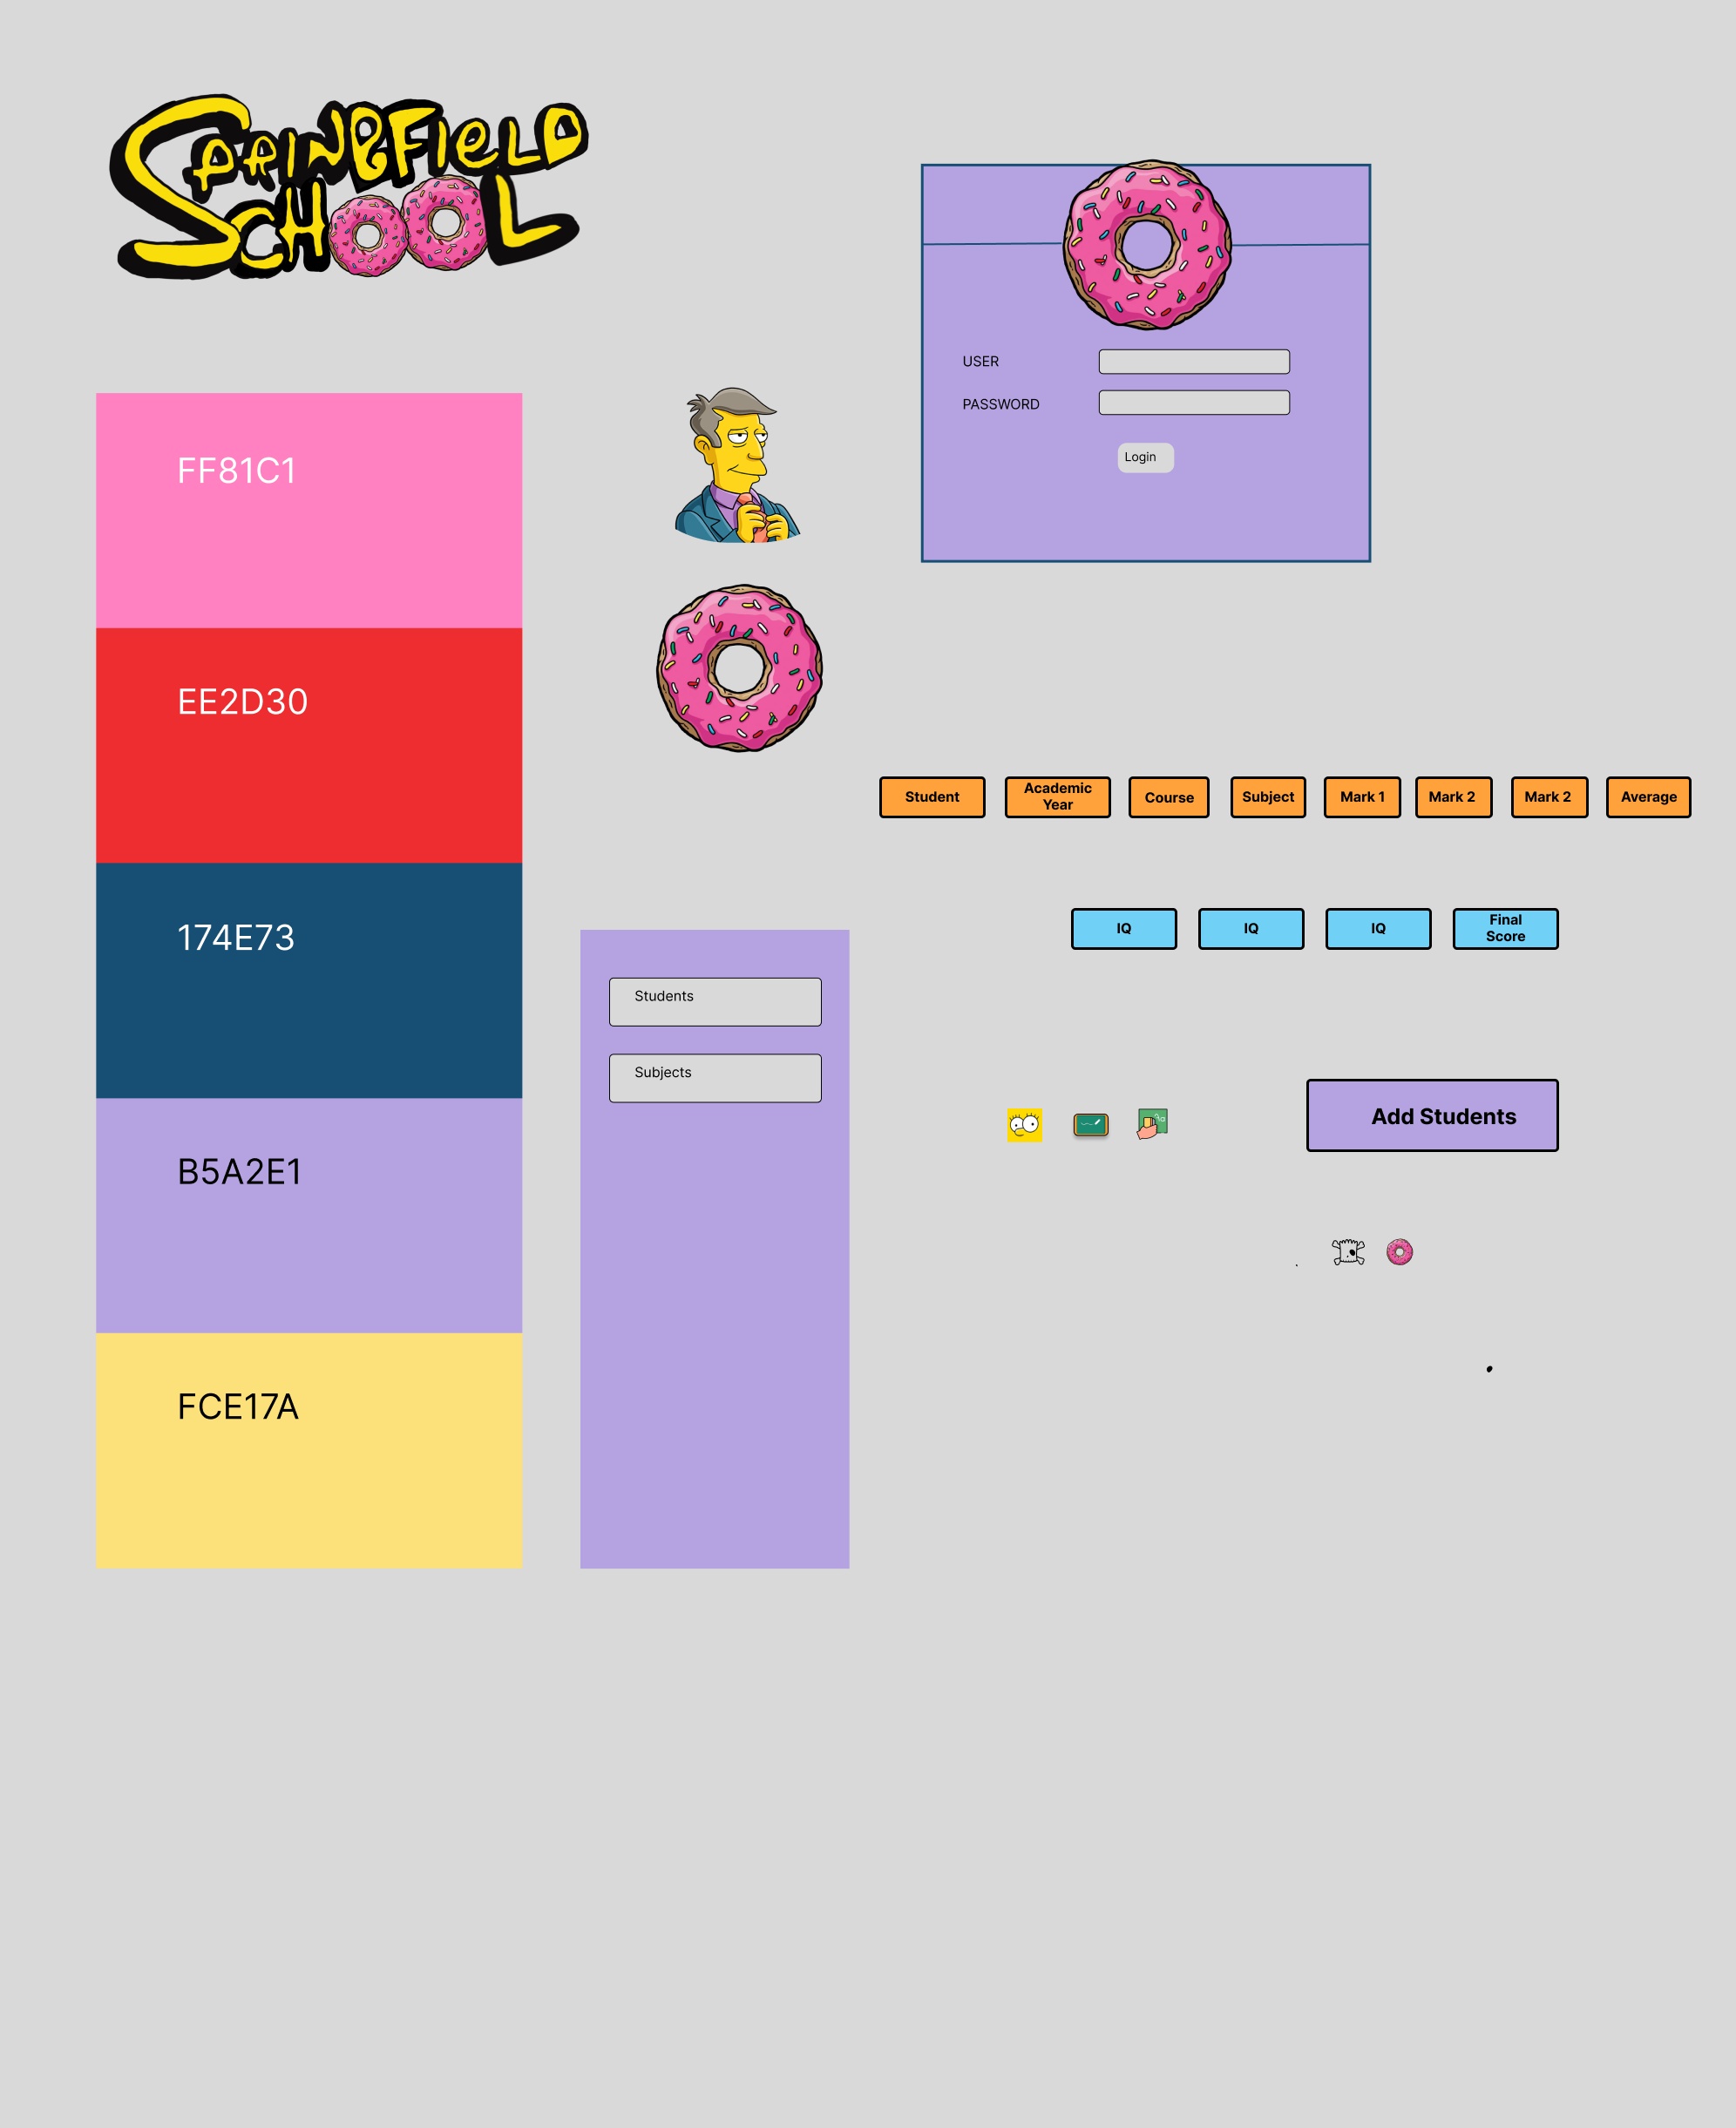 SPRINGFIELD
SCHOOL
USER
PASSWORD
Login
FF81C1
EE2D30
174E73
B5A2E1
FCE17A
Student
Academic
Year
Course
Subject
Mark 1
Mark 2
Mark 2
Average
IQ
IQ
IQ
Final
Score
Students
Subjects
Add Students